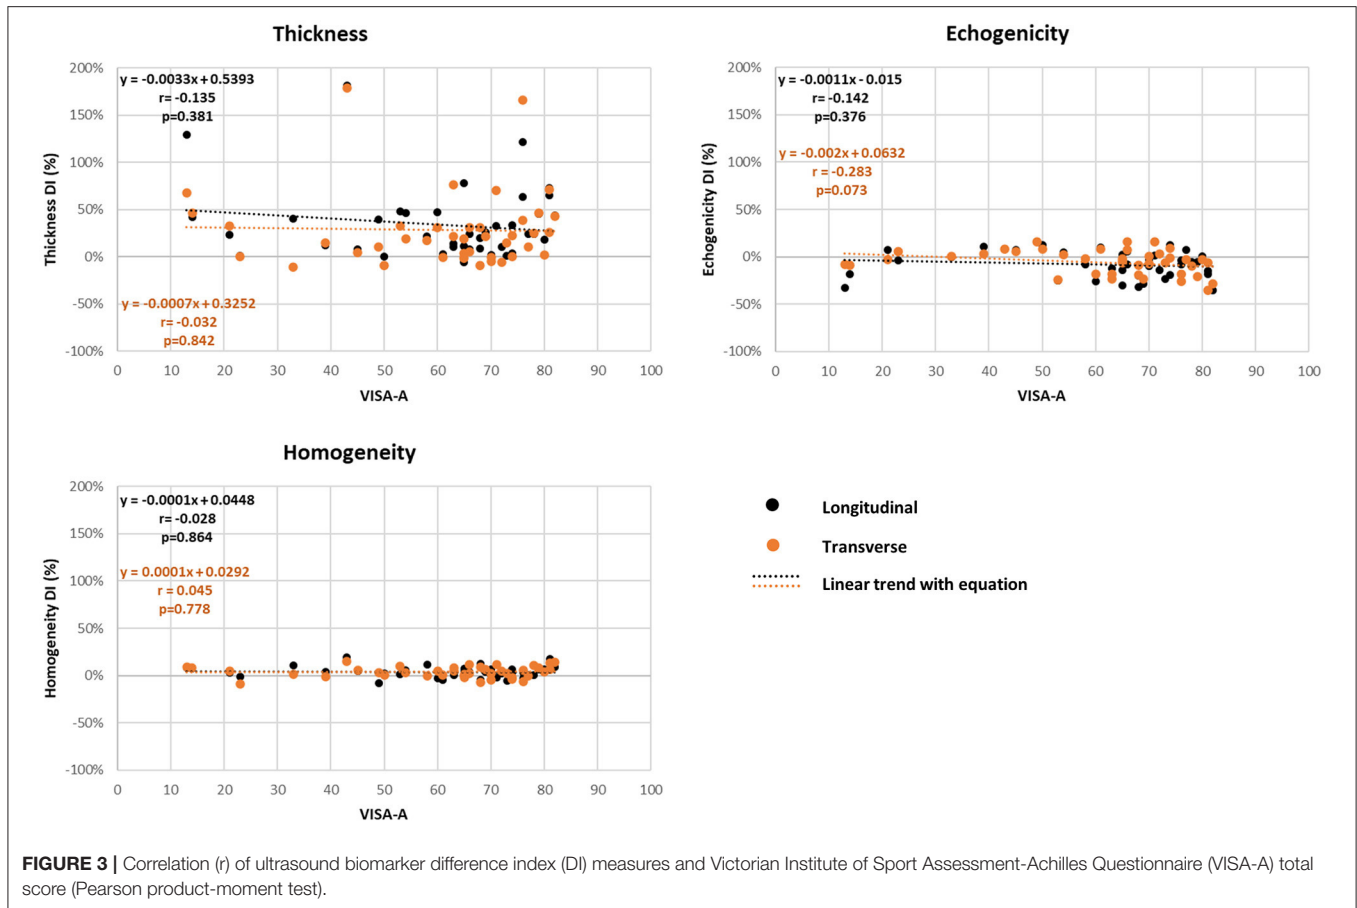 Thickness
200%
150%
100%
50%
0%
-50%
-100%
Thickness DI (%)
y = -0.0033x + 0.5393
r= -0.135
p=0.381
y = -0.0007x + 0.3252
r= -0.032
p=0.842
0 10 20 30 40 50 60 70 80 90 100
VISA-A
Echogenicity
200%
150%
100%
50%
0%
-50%
-100%
Echogenicity DI (%)
y = -0.0011x - 0.015
r= -0.142
p=0.376
y = -0.002x + 0.0632
r = -0.283
p=0.073
0 10 20 30 40 50 60 70 80 90 100
VISA-A
Homogeneity
200%
150%
100%
50%
0%
-50%
-100%
Homogeneity DI (%)
y = -0.0001x + 0.0448
r= -0.028
p=0.864
y = 0.0001x + 0.0292
r = 0.045
p=0.778
0 10 20 30 40 50 60 70 80 90 100
VISA-A
Longitudinal
Transverse
Linear trend with equation
FIGURE 3 | Correlation (r) of ultrasound biomarker difference index (DI) measures and Victorian Institute of Sport Assessment-Achilles Questionnaire (VISA-A) total
score (Pearson product-moment test).